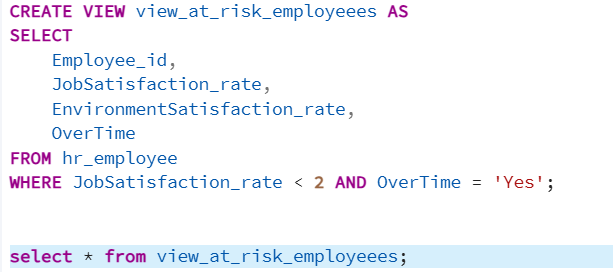 CREATE VIEW view_at_risk_employeees AS
SELECT
    Employee_id,
    JobSatisfaction_rate,
    EnvironmentSatisfaction_rate,
    OverTime
FROM hr_employee
WHERE JobSatisfaction_rate < 2 AND OverTime = 'Yes';
select * from view_at_risk_employeees;